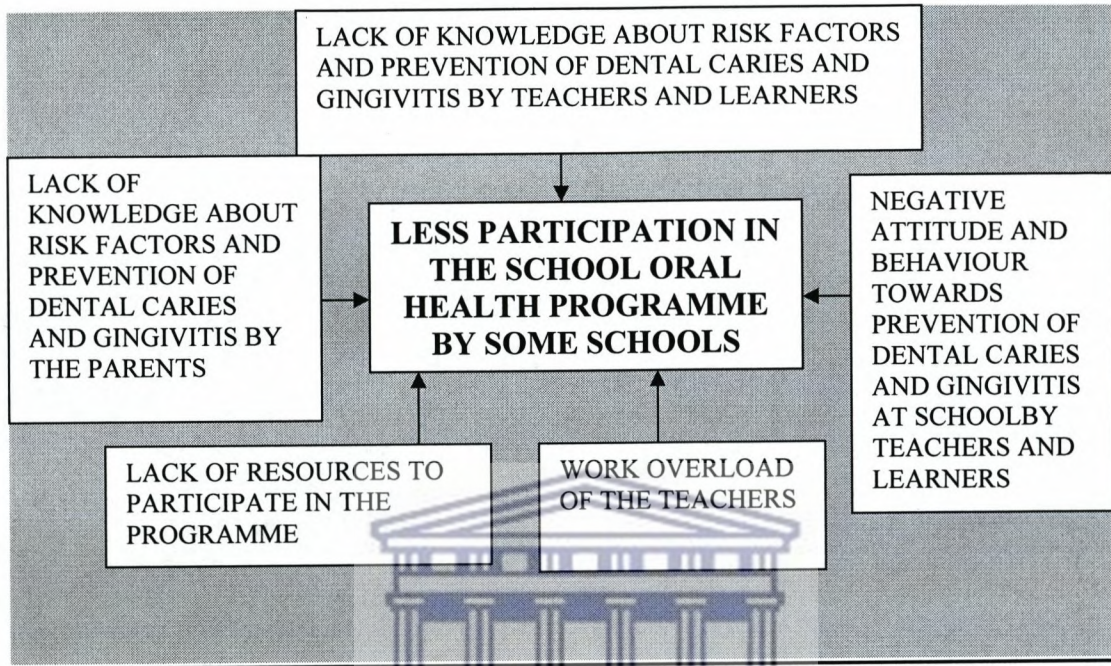 LACK OF KNOWLEDGE ABOUT RISK FACTORS
AND PREVENTION OF DENTAL CARIES AND
GINGIVITIS BY TEACHERS AND LEARNERS
LACK OF
KNOWLEDGE ABOUT
RISK FACTORS AND
PREVENTION OF
DENTAL CARIES
AND GINGIVITIS BY
THE PARENTS
LESS PARTICIPATION IN
THE SCHOOL ORAL
HEALTH PROGRAMME
BY SOME SCHOOLS
NEGATIVE
ATTITUDE AND
BEHAVIOUR
TOWARDS
PREVENTION OF
DENTAL CARIES
AND GINGIVITIS
AT SCHOOLBY
TEACHERS AND
LEARNERS
LACK OF RESOURCES TO
PARTICIPATE IN THE
PROGRAMME
WORK OVERLOAD
OF THE TEACHERS